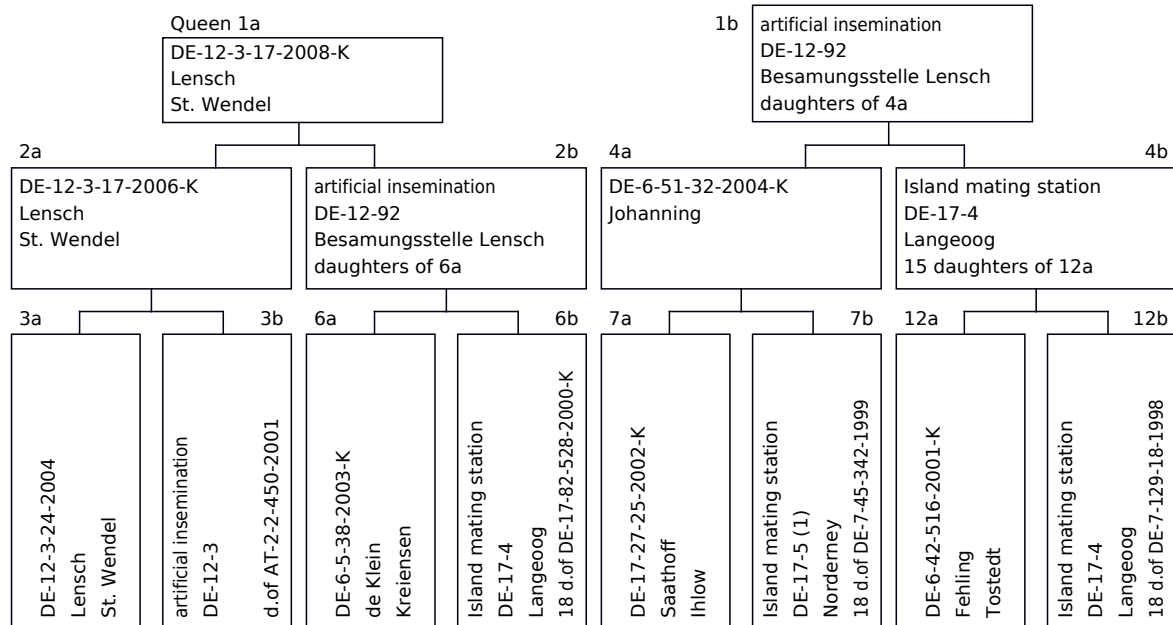 Queen 1a
DE-12-3-17-2008-K
Lensch
St. Wendel
1b
artificial insemination
DE-12-92
Besamungsstelle Lensch
daughters of 4a
2a
DE-12-3-17-2006-K
Lensch
St. Wendel
2b
artificial insemination
DE-12-92
Besamungsstelle Lensch
daughters of 6a
4a
DE-6-51-32-2004-K
Johanning
4b
Island mating station
DE-17-4
Langeoog
15 daughters of 12a
3a
DE-12-3-24-2004
Lensch
St. Wendel
3b
artificial insemination
DE-12-3
d.of AT-2-2-450-2001
6a
DE-6-5-38-2003-K
de Klein
Kreiensen
6b
Island mating station
DE-17-4
Langeoog
18 d.of DE-17-82-528-2000-K
7a
DE-17-27-25-2002-K
Saathoff
Ihlow
7b
Island mating station
DE-17-5 (1)
Norderney
18 d.of DE-7-45-342-1999
12a
DE-6-42-516-2001-K
Fehling
Tostedt
12b
Island mating station
DE-17-4
Langeoog
18 d.of DE-7-129-18-1998